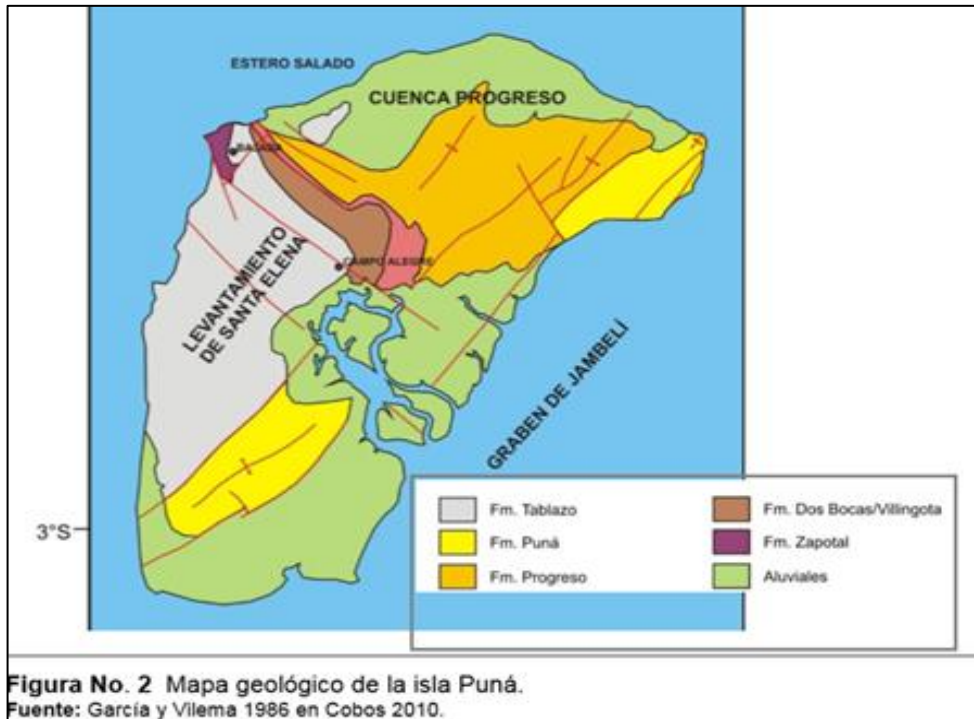 ESTERO SALADO
CUENCA PROGRESO
CAMPO ALEGRE
LEVANTAMIENTO
DE SANTA ELENA
GRABEN DE JAMBELÍ
3°S
Fm. Tablazo
Fm. Puná
Fm. Progreso
Fm. Dos Bocas/Villingota
Fm. Zapotal
Aluviales
Figura No. 2 Mapa geológico de la isla Puná.
Fuente: García y Vilema 1986 en Cobos 2010.